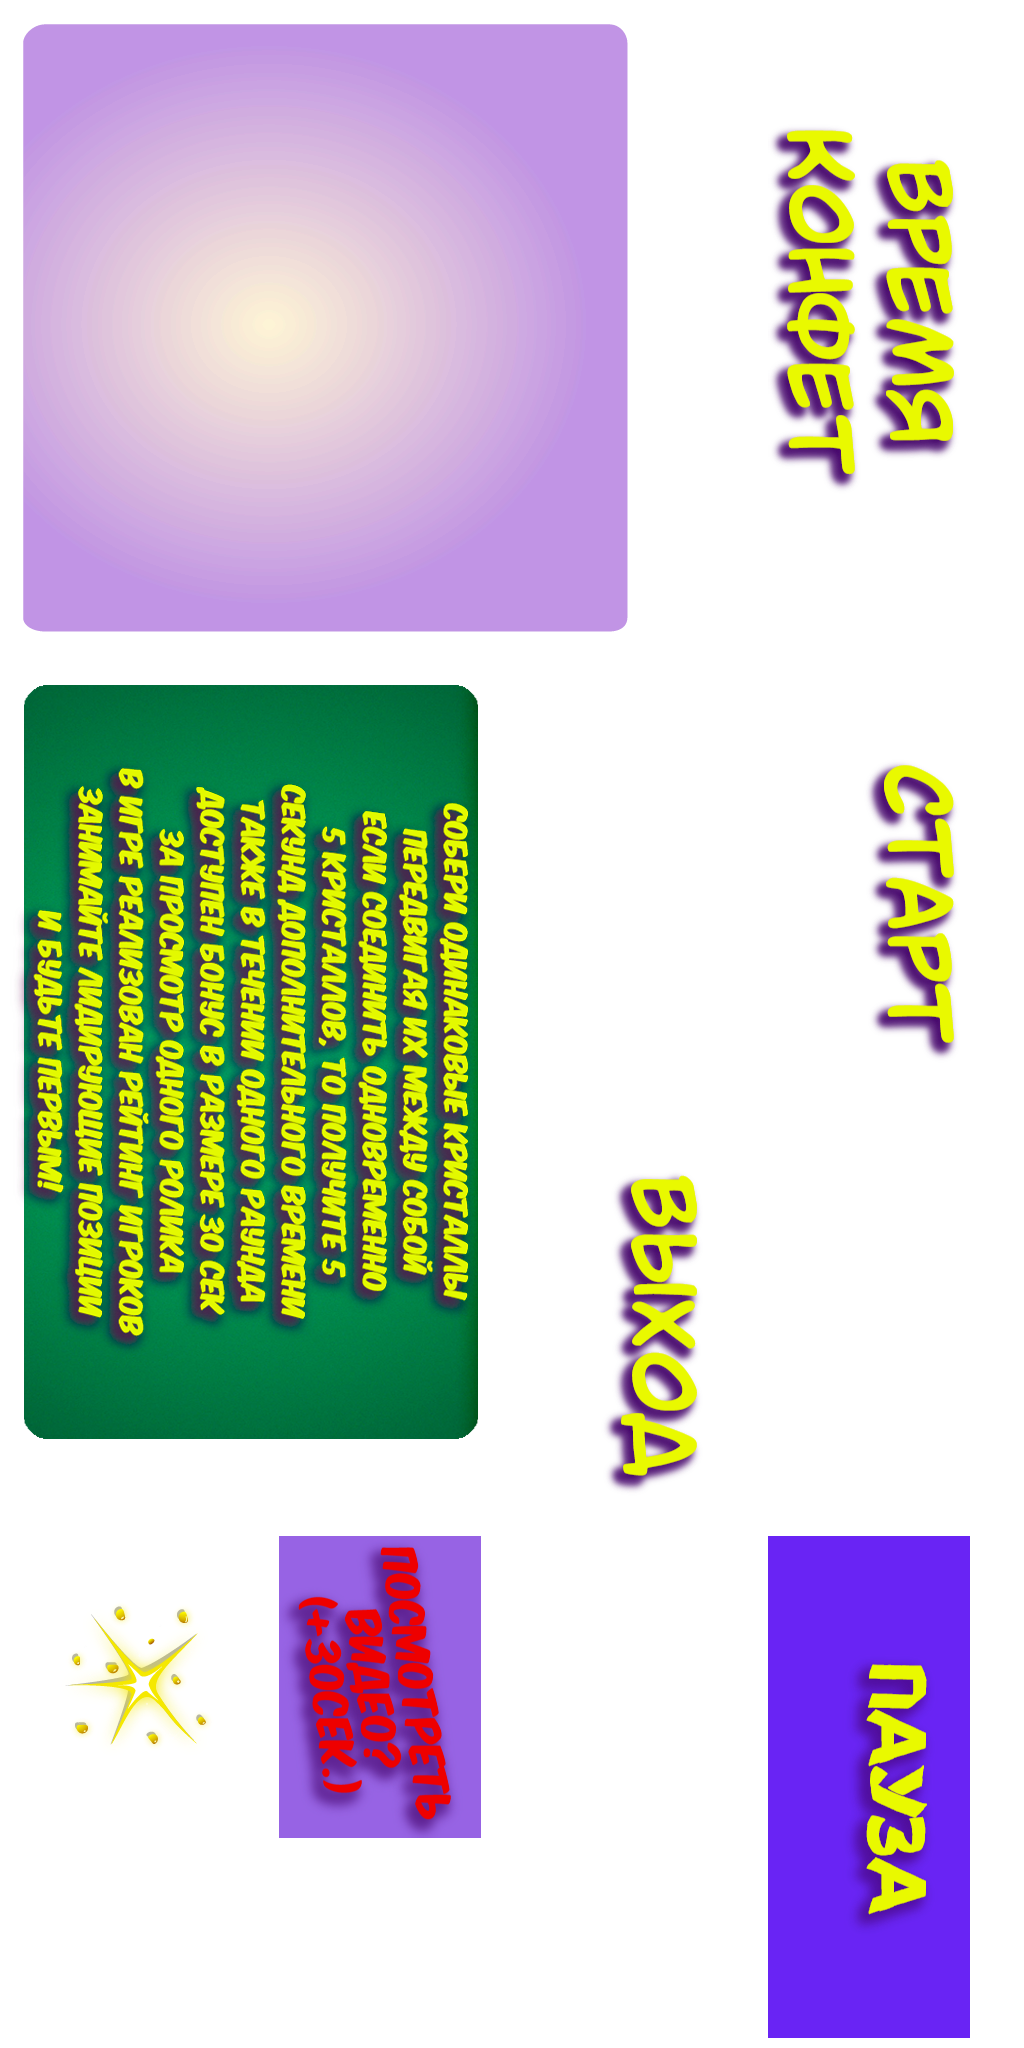 ВРЕМЯ
КОНФЕТ
СТАРТ
СОБЕРИ ОДИНАКОВЫЕ КРИСТАЛЛЫ
ПЕРЕДВИГАЯ ИХ МЕЖДУ СОБОЙ
ЕСЛИ СОЕДИНИТЬ ОДНОВРЕМЕННО
5 КРИСТАЛЛОВ, ТО ПОЛУЧИТЕ 5
СЕКУНД ДОПОЛНИТЕЛЬНОГО ВРЕМЕНИ
ТАКЖЕ В ТЕЧЕНИИ ОДНОГО РАУНДА
ДОСТУПЕН БОНУС В РАЗМЕРЕ 30 СЕК
ЗА ПРОСМОТР ОДНОГО РОЛИКА
В ИГРЕ РЕАЛИЗОВАН РЕЙТИНГ ИГРОКОВ
ЗАНИМАЙТЕ ЛИДИРУЮЩИЕ ПОЗИЦИИ
И БУДЬТЕ ПЕРВЫМ!
ВЫХОД
ПОСМОТРЕТЬ
ВИДЕО?
(+30СЕК.)
ПАУЗА